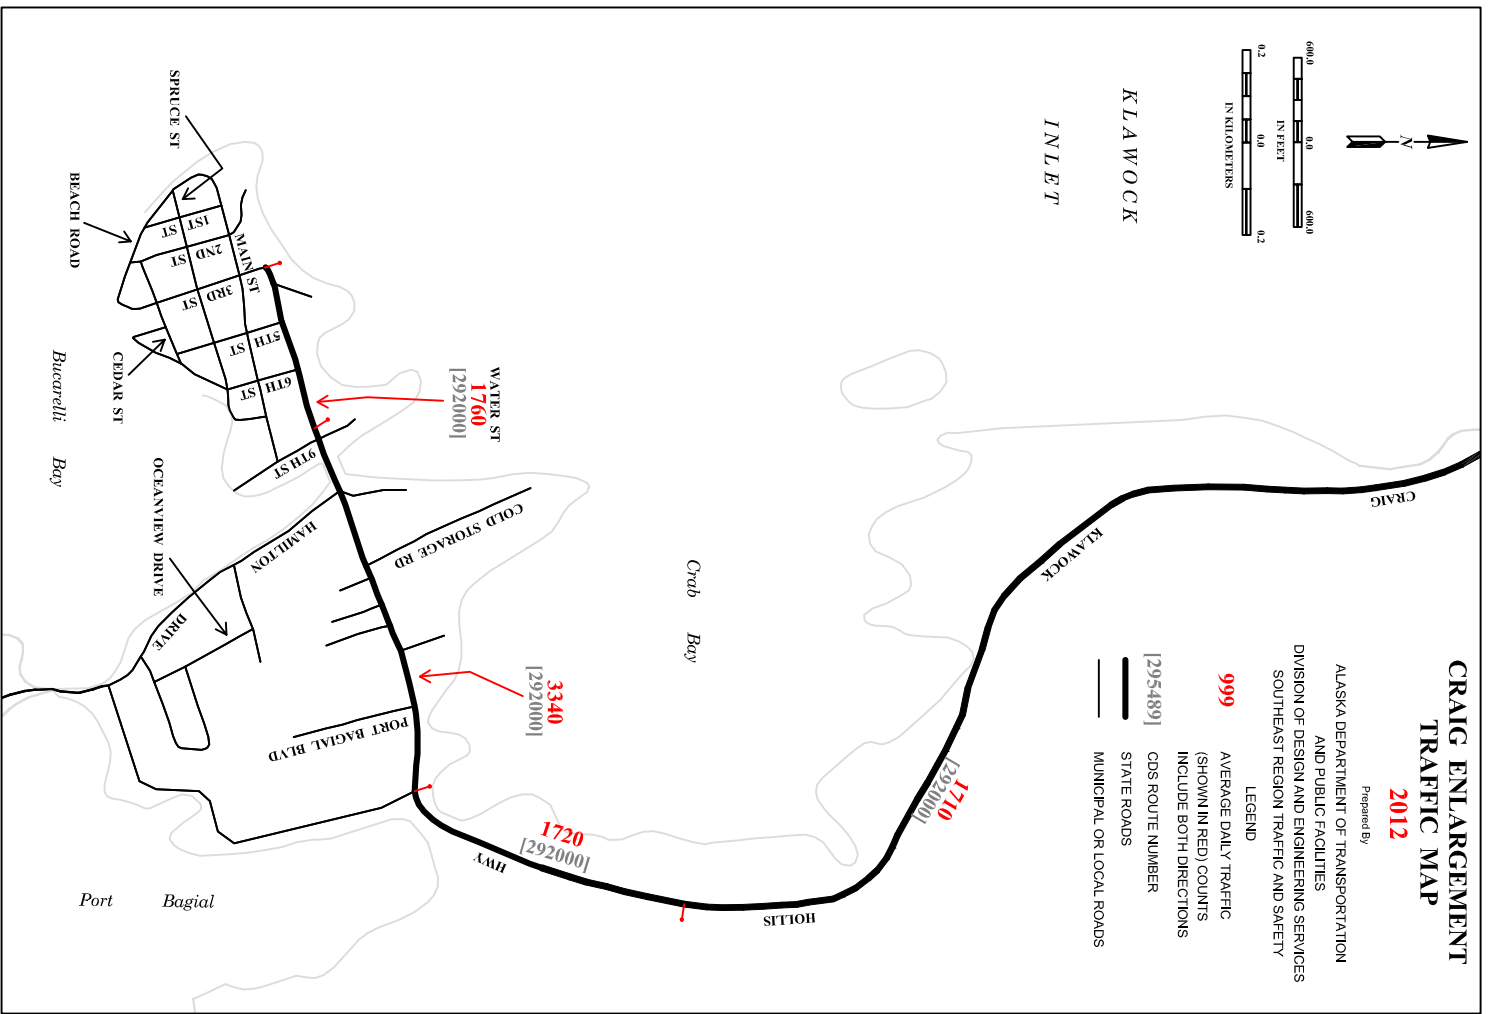 CRAIG ENLARGEMENT
TRAFFIC MAP
2012
Prepared By
ALASKA DEPARTMENT OF TRANSPORTATION
AND PUBLIC FACILITIES
DIVISION OF DESIGN AND ENGINEERING SERVICES
SOUTHEAST REGION TRAFFIC AND SAFETY
LEGEND
999 AVERAGE DAILY TRAFFIC
(SHOWN IN RED) COUNTS
INCLUDE BOTH DIRECTIONS
[295489] CDS ROUTE NUMBER
STATE ROADS
MUNICIPAL OR LOCAL ROADS
N
600.0 0.0 600.0
IN FEET
0.2 0.0 0.2
IN KILOMETERS
KLAWOCK
INLET
CRAIG
KLAWOCK
1710
[292000]
HOLLIS
HWY
1720
[292000]
Crab Bay
3340
[292000]
WATER ST
1760
[292000]
COLD STORAGE RD
PORT BAGIAL BLVD
9TH ST
HAMILTON
DRIVE
OCEANVIEW DRIVE
MAIN ST
1ST ST
2ND ST
3RD ST
5TH ST
6TH ST
SPRUCE ST
BEACH ROAD
CEDAR ST
Bucarelli Bay
Port Bagial